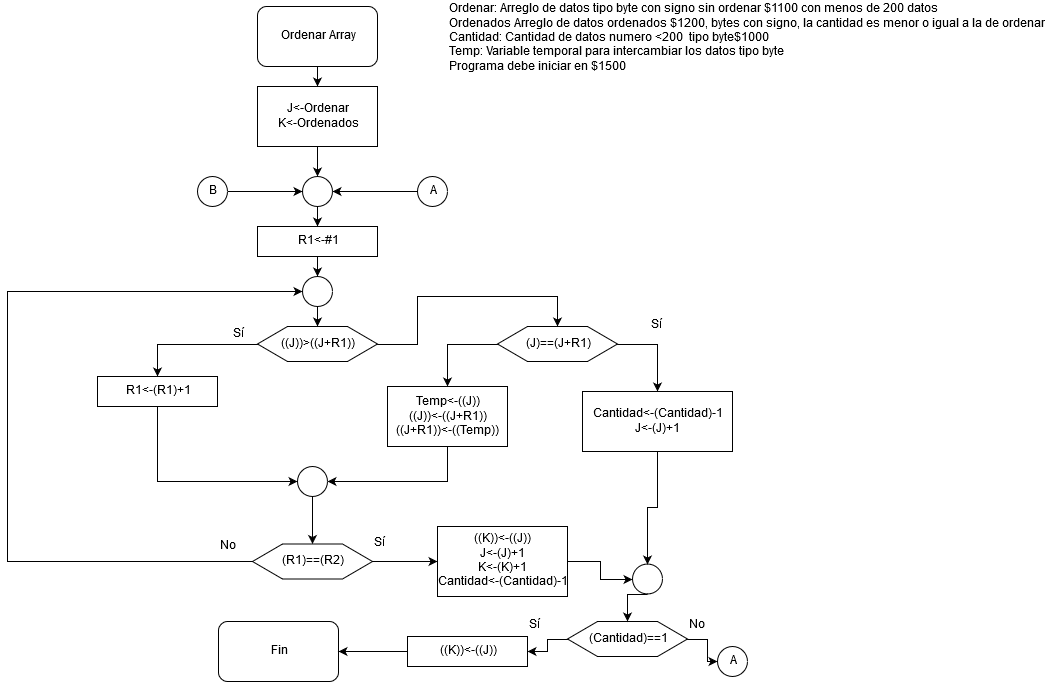 Ordenar: Arreglo de datos tipo byte con signo sin ordenar $1100 con menos de 200 datos
Ordenados Arreglo de datos ordenados $1200, bytes con signo, la cantidad es menor o igual a la de ordenar
Cantidad: Cantidad de datos numero <200 tipo byte$1000
Temp: Variable temporal para intercambiar los datos tipo byte
Programa debe iniciar en $1500
Ordenar Array
J<-Ordenar
K<-Ordenados
B
A
R1<-#1
Sí
((J))>((J+R1))
(J)==(J+R1)
Sí
R1<-(R1)+1
Temp<-((J))
((J))<-((J+R1))
((J+R1))<-((Temp))
Cantidad<-(Cantidad)-1
J<-(J)+1
No
(R1)==(R2)
Sí
((K))<-((J))
J<-(J)+1
K<-(K)+1
Cantidad<-(Cantidad)-1
Sí
(Cantidad)==1
No
Fin
((K))<-((J))
A